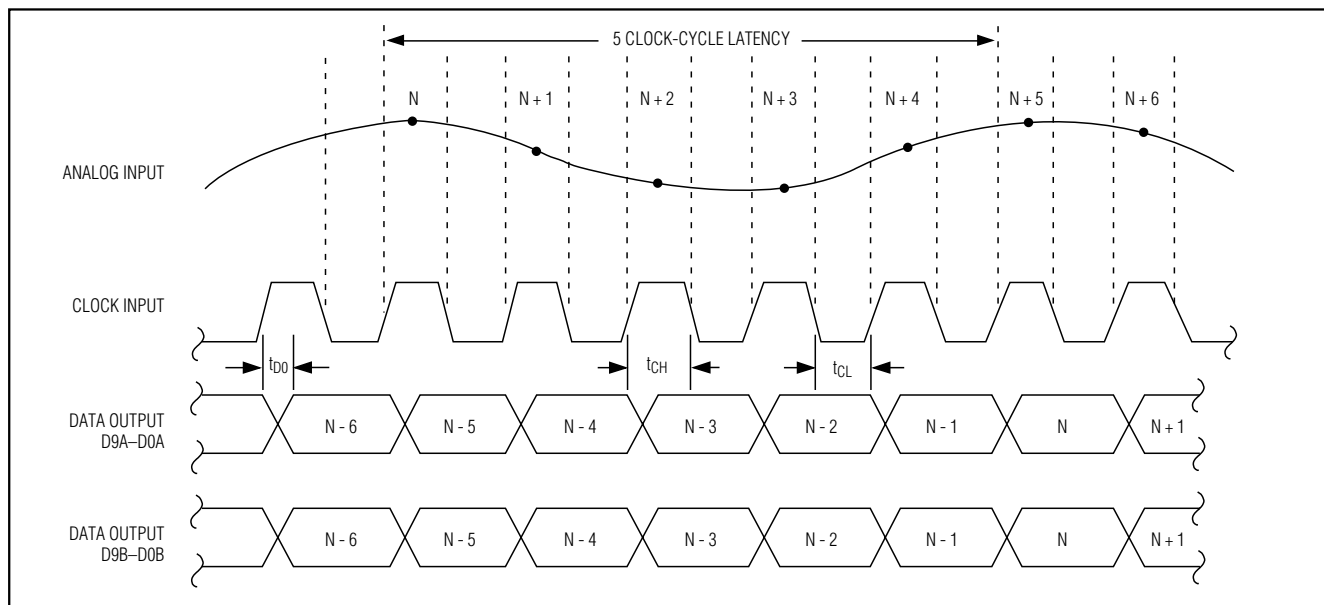 5 CLOCK-CYCLE LATENCY
N N + 1 N + 2 N + 3 N + 4 N + 5 N + 6
ANALOG INPUT
CLOCK INPUT
tD0 tCH tCL
DATA OUTPUT
D9A–D0A
N - 6 N - 5 N - 4 N - 3 N - 2 N - 1 N N + 1
DATA OUTPUT
D9B–D0B
N - 6 N - 5 N - 4 N - 3 N - 2 N - 1 N N + 1